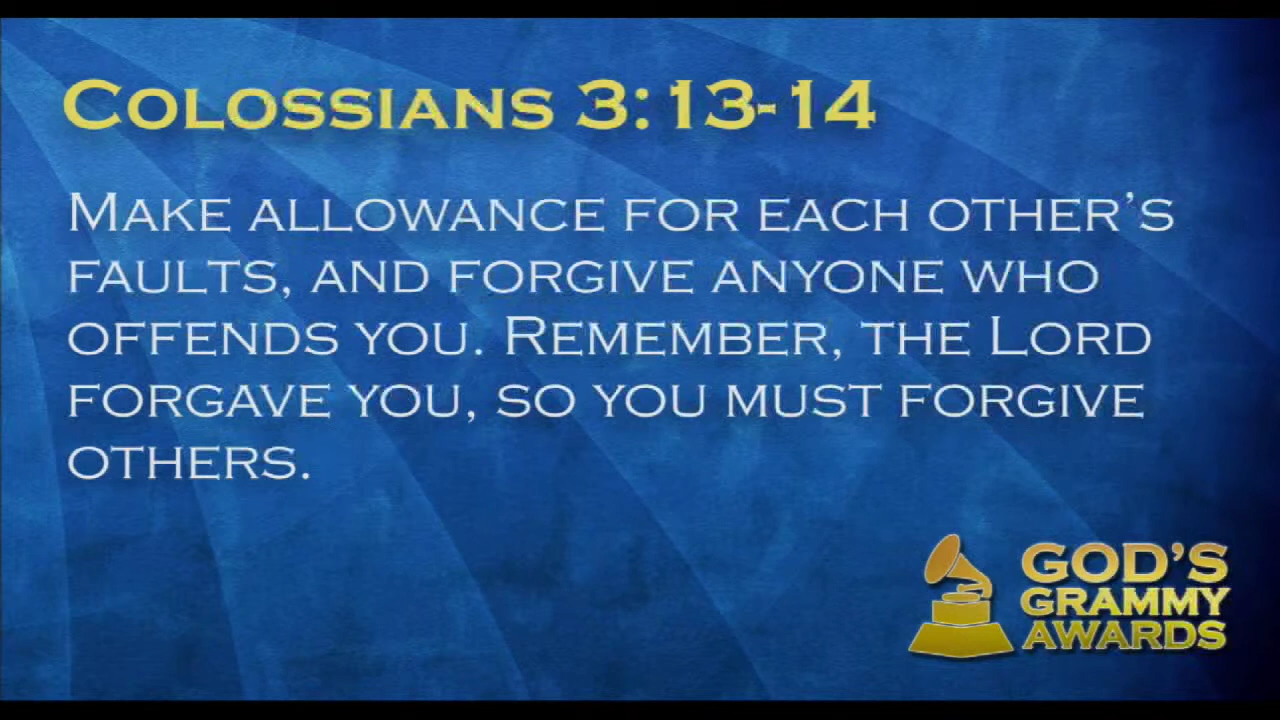 Colossians 3:13-14
Make allowance for each other's
faults, and forgive anyone who
offends you. Remember, the Lord
forgave you, so you must forgive
others.
GOD'S
GRAMMY
AWARDS